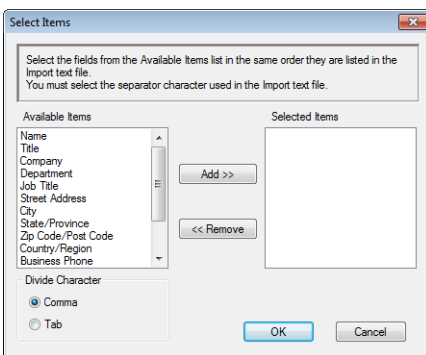 Select Items
Select the fields from the Available Items list in the same order they are listed in the
Import text file.
You must select the separator character used in the Import text file.
Available Items
Selected Items
Name
Title
Company
Department
Job Title
Street Address
City
State/Province
Zip Code/Post Code
Country/Region
Business Phone
Add >>
<< Remove
Divide Character
Comma
Tab
OK
Cancel